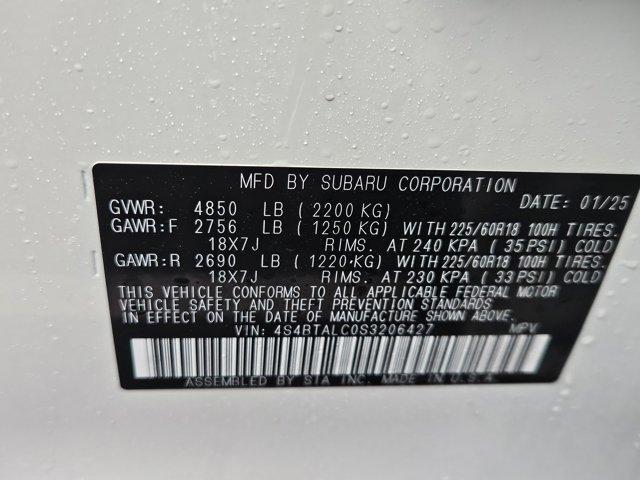 MFD BY SUBARU CORPORATION
GVWR: 4850 LB ( 2200 KG) DATE: 01/25
GAWR:F 2756 LB ( 1250 KG) WITH 225/60R18 100H TIRES.
18X7J RIMS. AT 240 KPA ( 35 PSI) COLD
GAWR:R 2690 LB ( 1220 KG) WITH 225/60R18 100H TIRES.
18X7J RIMS. AT 230 KPA ( 33 PSI) COLD
THIS VEHICLE CONFORMS TO ALL APPLICABLE FEDERAL MOTOR
VEHICLE SAFETY AND THEFT PREVENTION STANDARDS
IN EFFECT ON THE DATE OF MANUFACTURE SHOWN ABOVE.
VIN: 4S4BTALC0S3206427 MPV
ASSEMBLED BY SIA INC. MADE IN U.S.A.